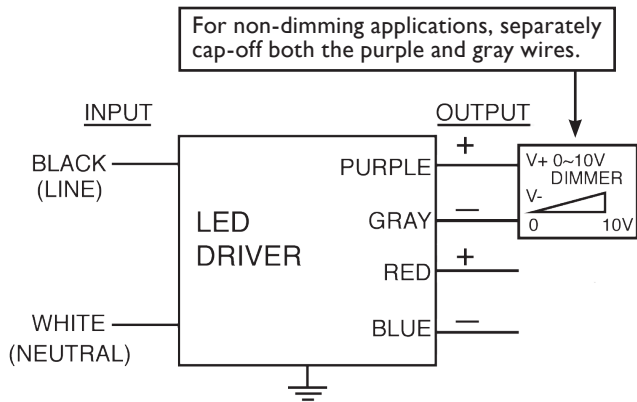 For non-dimming applications, separately
cap-off both the purple and gray wires.
INPUT
OUTPUT
BLACK
(LINE)
WHITE
(NEUTRAL)
LED
DRIVER
PURPLE
+
GRAY
—
RED
+
BLUE
—
V+ 0~10V
DIMMER
V-
0 10V